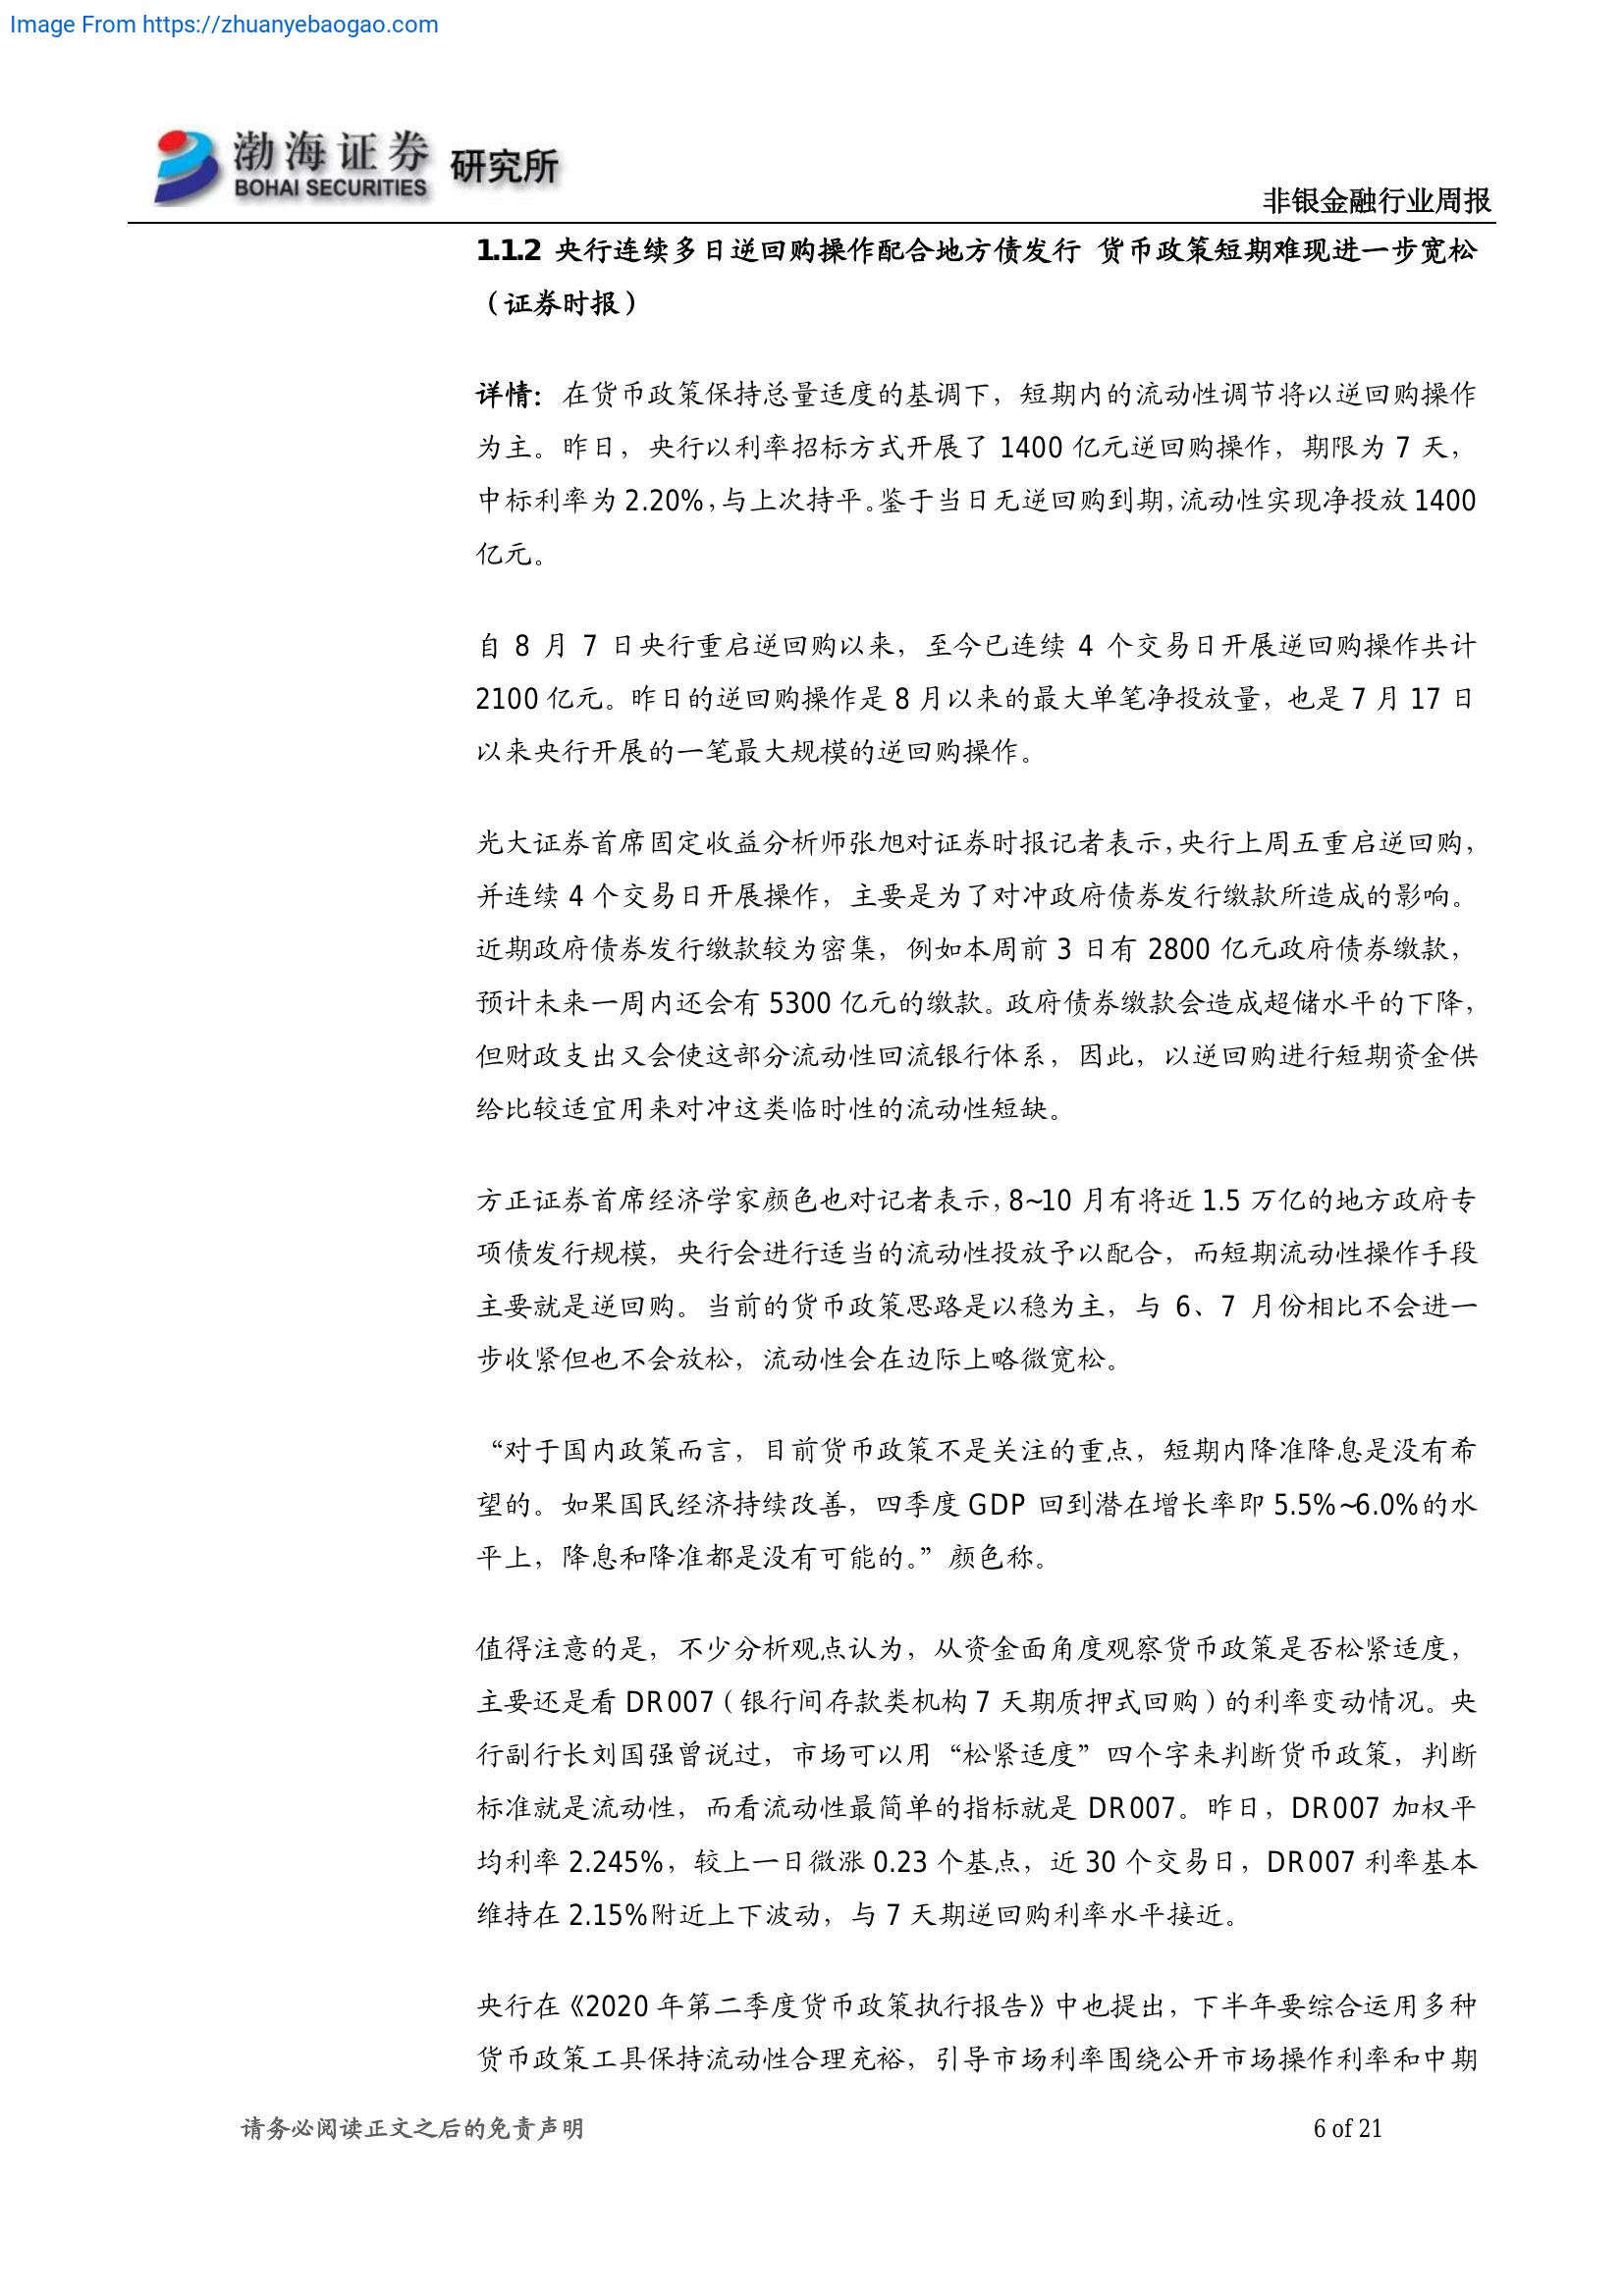 Image From https://zhuanyebaogao.com
渤海证券 研究所
BOHAI SECURITIES
非银金融行业周报
1.1.2 央行连续多日逆回购操作配合地方债发行 货币政策短期难现进一步宽松
（证券时报）
详情：在货币政策保持总量适度的基调下，短期内的流动性调节将以逆回购操作
为主。昨日，央行以利率招标方式开展了 1400 亿元逆回购操作，期限为 7 天，
中标利率为 2.20%，与上次持平。鉴于当日无逆回购到期，流动性实现净投放 1400
亿元。
自 8 月 7 日央行重启逆回购以来，至今已连续 4 个交易日开展逆回购操作共计
2100 亿元。昨日的逆回购操作是 8 月以来的最大单笔净投放量，也是 7 月 17 日
以来央行开展的一笔最大规模的逆回购操作。
光大证券首席固定收益分析师张旭对证券时报记者表示，央行上周五重启逆回购，
并连续 4 个交易日开展操作，主要是为了对冲政府债券发行缴款所造成的影响。
近期政府债券发行缴款较为密集，例如本周前 3 日有 2800 亿元政府债券缴款，
预计未来一周内还会有 5300 亿元的缴款。政府债券缴款会造成超储水平的下降，
但财政支出又会使这部分流动性回流银行体系，因此，以逆回购进行短期资金供
给比较适宜用来对冲这类临时性的流动性短缺。
方正证券首席经济学家颜色也对记者表示，8~10 月有将近 1.5 万亿的地方政府专
项债发行规模，央行会进行适当的流动性投放予以配合，而短期流动性操作手段
主要就是逆回购。当前的货币政策思路是以稳为主，与 6、7 月份相比不会进一
步收紧但也不会放松，流动性会在边际上略微宽松。
“对于国内政策而言，目前货币政策不是关注的重点，短期内降准降息是没有希
望的。如果国民经济持续改善，四季度 GDP 回到潜在增长率即 5.5%~6.0%的水
平上，降息和降准都是没有可能的。”颜色称。
值得注意的是，不少分析观点认为，从资金面角度观察货币政策是否松紧适度，
主要还是看 DR007（银行间存款类机构 7 天期质押式回购）的利率变动情况。央
行副行长刘国强曾说过，市场可以用“松紧适度”四个字来判断货币政策，判断
标准就是流动性，而看流动性最简单的指标就是 DR007。昨日，DR007 加权平
均利率 2.245%，较上一日微涨 0.23 个基点，近 30 个交易日，DR007 利率基本
维持在 2.15%附近上下波动，与 7 天期逆回购利率水平接近。
央行在《2020 年第二季度货币政策执行报告》中也提出，下半年要综合运用多种
货币政策工具保持流动性合理充裕，引导市场利率围绕公开市场操作利率和中期
请务必阅读正文之后的免责声明
6 of 21